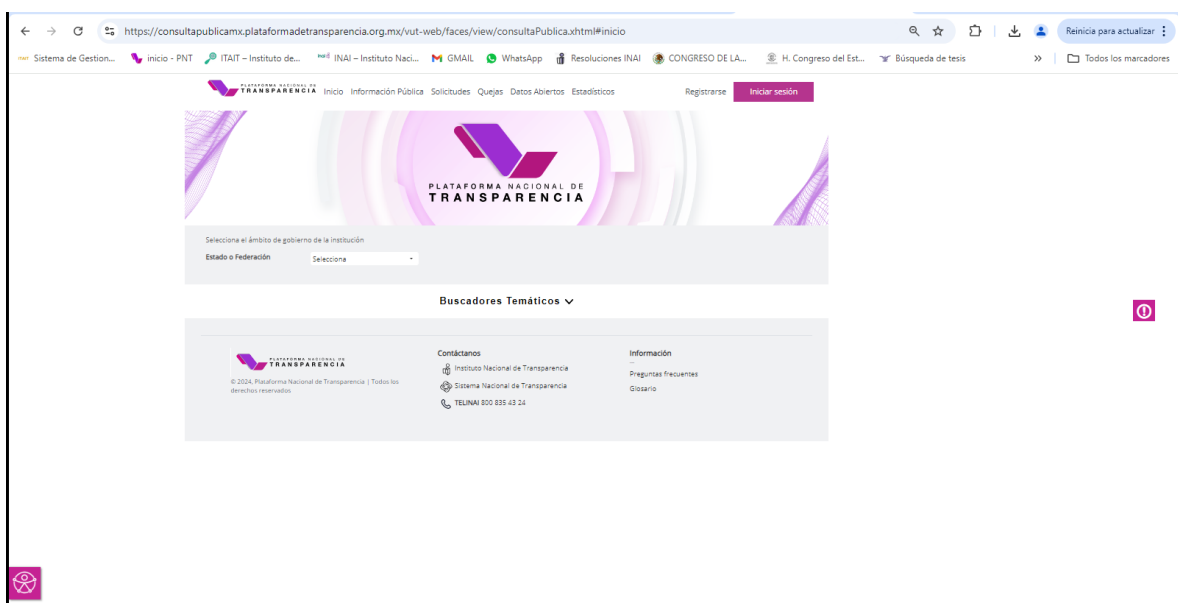 https://consultapublicamx.plataformadetransparencia.org.mx/vut-web/faces/view/consultaPublica.xhtml#inicio
Reinicia para actualizar
Sistema de Gestion... inicio - PNT ITAIT – Instituto de... INAI – Instituto Naci... GMAIL WhatsApp Resoluciones INAI CONGRESO DE LA... H. Congreso del Est... Búsqueda de tesis » Todos los marcadores
PLATAFORMA NACIONAL DE
TRANSPARENCIA Inicio Información Pública Solicitudes Quejas Datos Abiertos Estadísticos Registrarse Iniciar sesión
PLATAFORMA NACIONAL DE
TRANSPARENCIA
Selecciona el ámbito de gobierno de la institución
Estado o Federación Selecciona
Buscadores Temáticos
PLATAFORMA NACIONAL DE
TRANSPARENCIA
© 2024, Plataforma Nacional de Transparencia | Todos los
derechos reservados
Contáctanos
Instituto Nacional de Transparencia
Sistema Nacional de Transparencia
TELINAI 800 835 43 24
Información
Preguntas frecuentes
Glosario